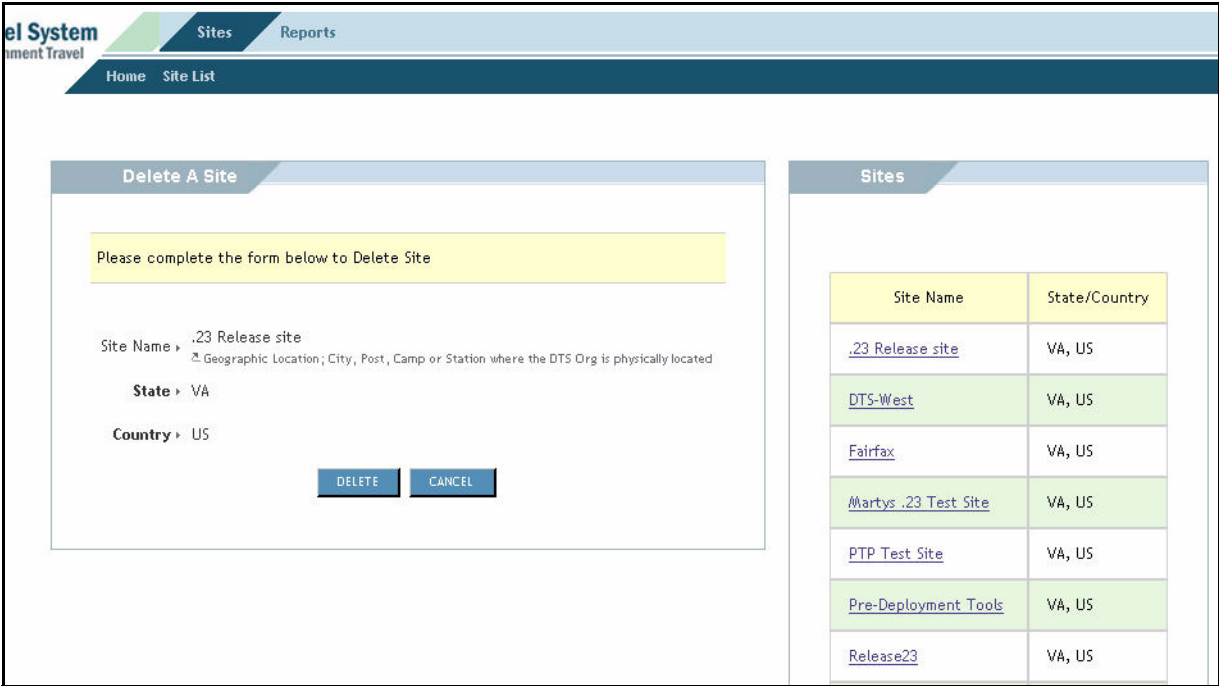 el System
nment Travel
Sites
Reports
Home
Site List
Delete A Site
Please complete the form below to Delete Site
Site Name
.23 Release site
Geographic Location; City, Post, Camp or Station where the DTS Org is physically located
State
VA
Country
US
DELETE
CANCEL
Sites
Site Name
State/Country
.23 Release site
VA, US
DTS-West
VA, US
Fairfax
VA, US
Martys .23 Test Site
VA, US
PTP Test Site
VA, US
Pre-Deployment Tools
VA, US
Release23
VA, US